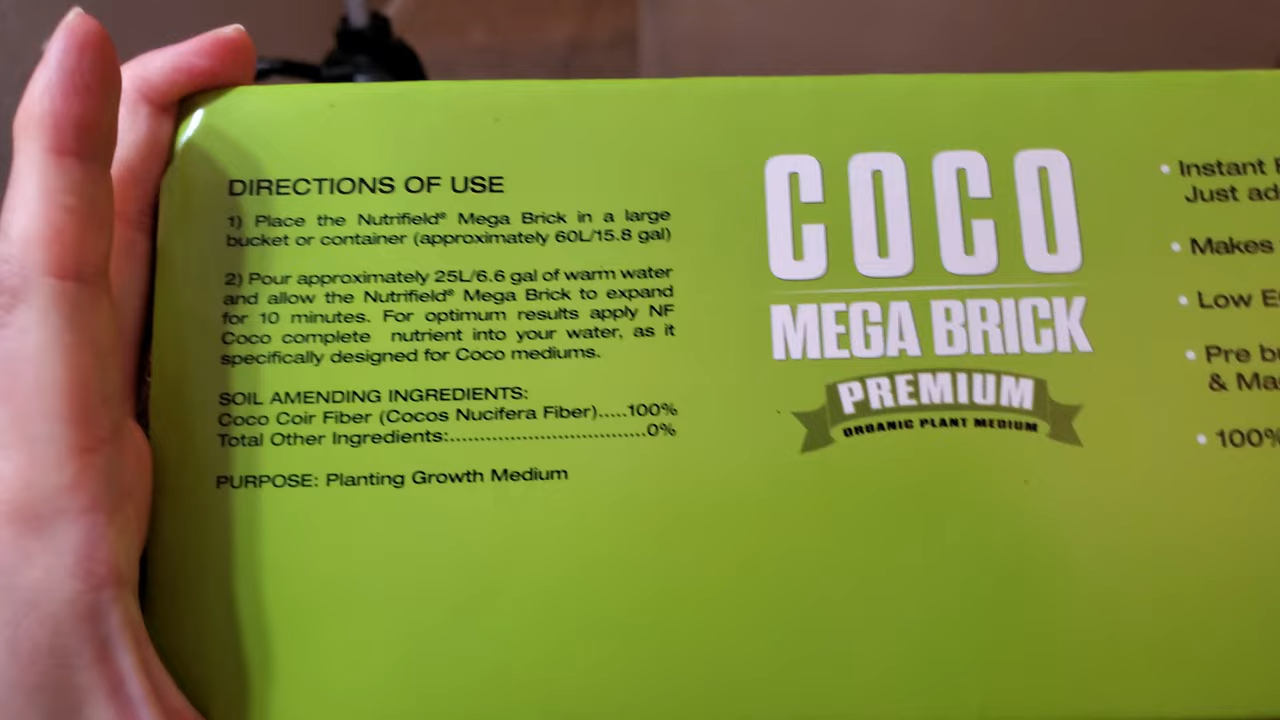 DIRECTIONS OF USE
1) Place the Nutrifield® Mega Brick in a large
bucket or container (approximately 60L/15.8 gal)
2) Pour approximately 25L/6.6 gal of warm water
and allow the Nutrifield® Mega Brick to expand
for 10 minutes. For optimum results apply NF
Coco complete nutrient into your water, as it
specifically designed for Coco mediums.
SOIL AMENDING INGREDIENTS:
Coco Coir Fiber (Cocos Nucifera Fiber).....100%
Total Other Ingredients:.................................0%
PURPOSE: Planting Growth Medium
COCO
MEGA BRICK
PREMIUM
ORGANIC PLANT MEDIUM
• Instant
Just
• Makes
• Low
• Pre
&
• 100%